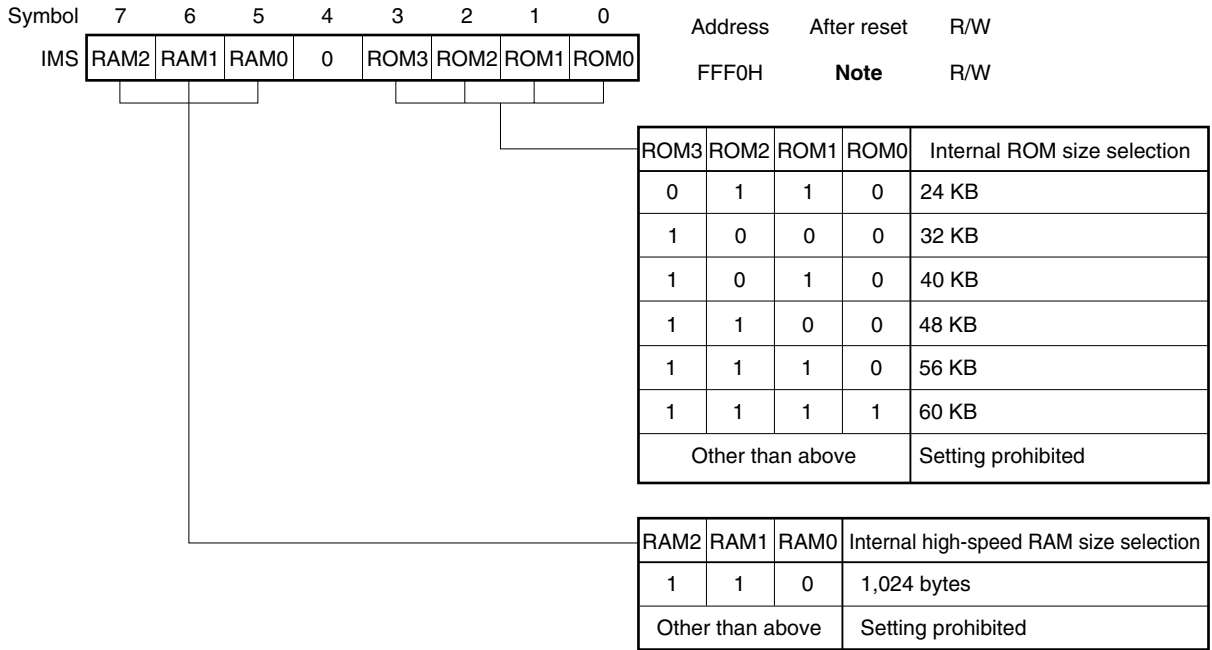 Symbol 7 6 5 4 3 2 1 0 Address After reset R/W
IMS RAM2 RAM1 RAM0 0 ROM3 ROM2 ROM1 ROM0 FFF0H Note R/W
ROM3 ROM2 ROM1 ROM0 Internal ROM size selection
0 1 1 0 24 KB
1 0 0 0 32 KB
1 0 1 0 40 KB
1 1 0 0 48 KB
1 1 1 0 56 KB
1 1 1 1 60 KB
Other than above Setting prohibited
RAM2 RAM1 RAM0 Internal high-speed RAM size selection
1 1 0 1,024 bytes
Other than above Setting prohibited